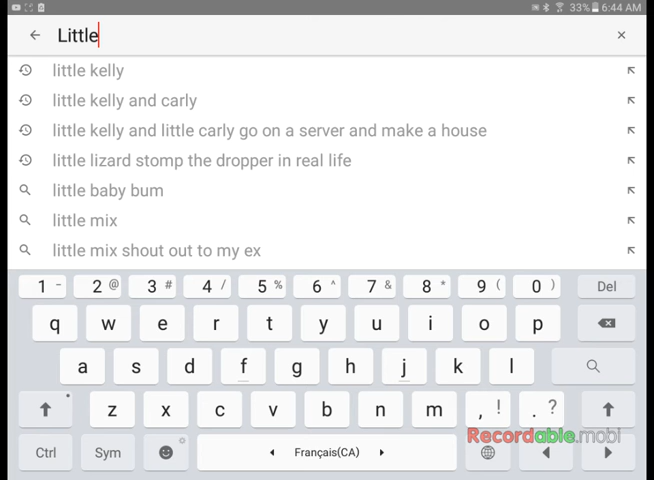 33% 6:44 AM
Little
little kelly
little kelly and carly
little kelly and little carly go on a server and make a house
little lizard stomp the dropper in real life
little baby bum
little mix
little mix shout out to my ex
1 - 2 @ 3 # 4 / 5 % 6 ^ 7 & 8 * 9 ( 0 ) Del
q w e r t y u i o p
a s d f g h j k l
z x c v b n m , ! . ?
Recordable.mobi
Ctrl Sym Français(CA)